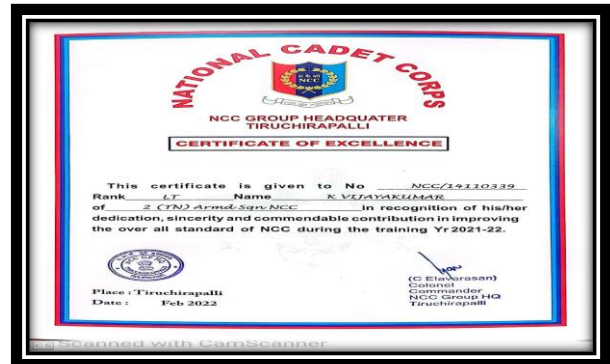 NATIONAL CADET CORPS
NCC
NCC GROUP HEADQUATER
TIRUCHIRAPALLI
CERTIFICATE OF EXCELLENCE
This certificate is given to No NCC/14110339
Rank LT Name K. VIJAYAKUMAR
of 2 (TN) Armd Sqn NCC in recognition of his/her
dedication, sincerity and commendable contribution in improving
the over all standard of NCC during the training Yr 2021-22.
(C Elavarasan)
Colonel
Commander
NCC Group HQ
Tiruchirapalli
Place : Tiruchirapalli
Date : Feb 2022
CS Scanned with CamScanner